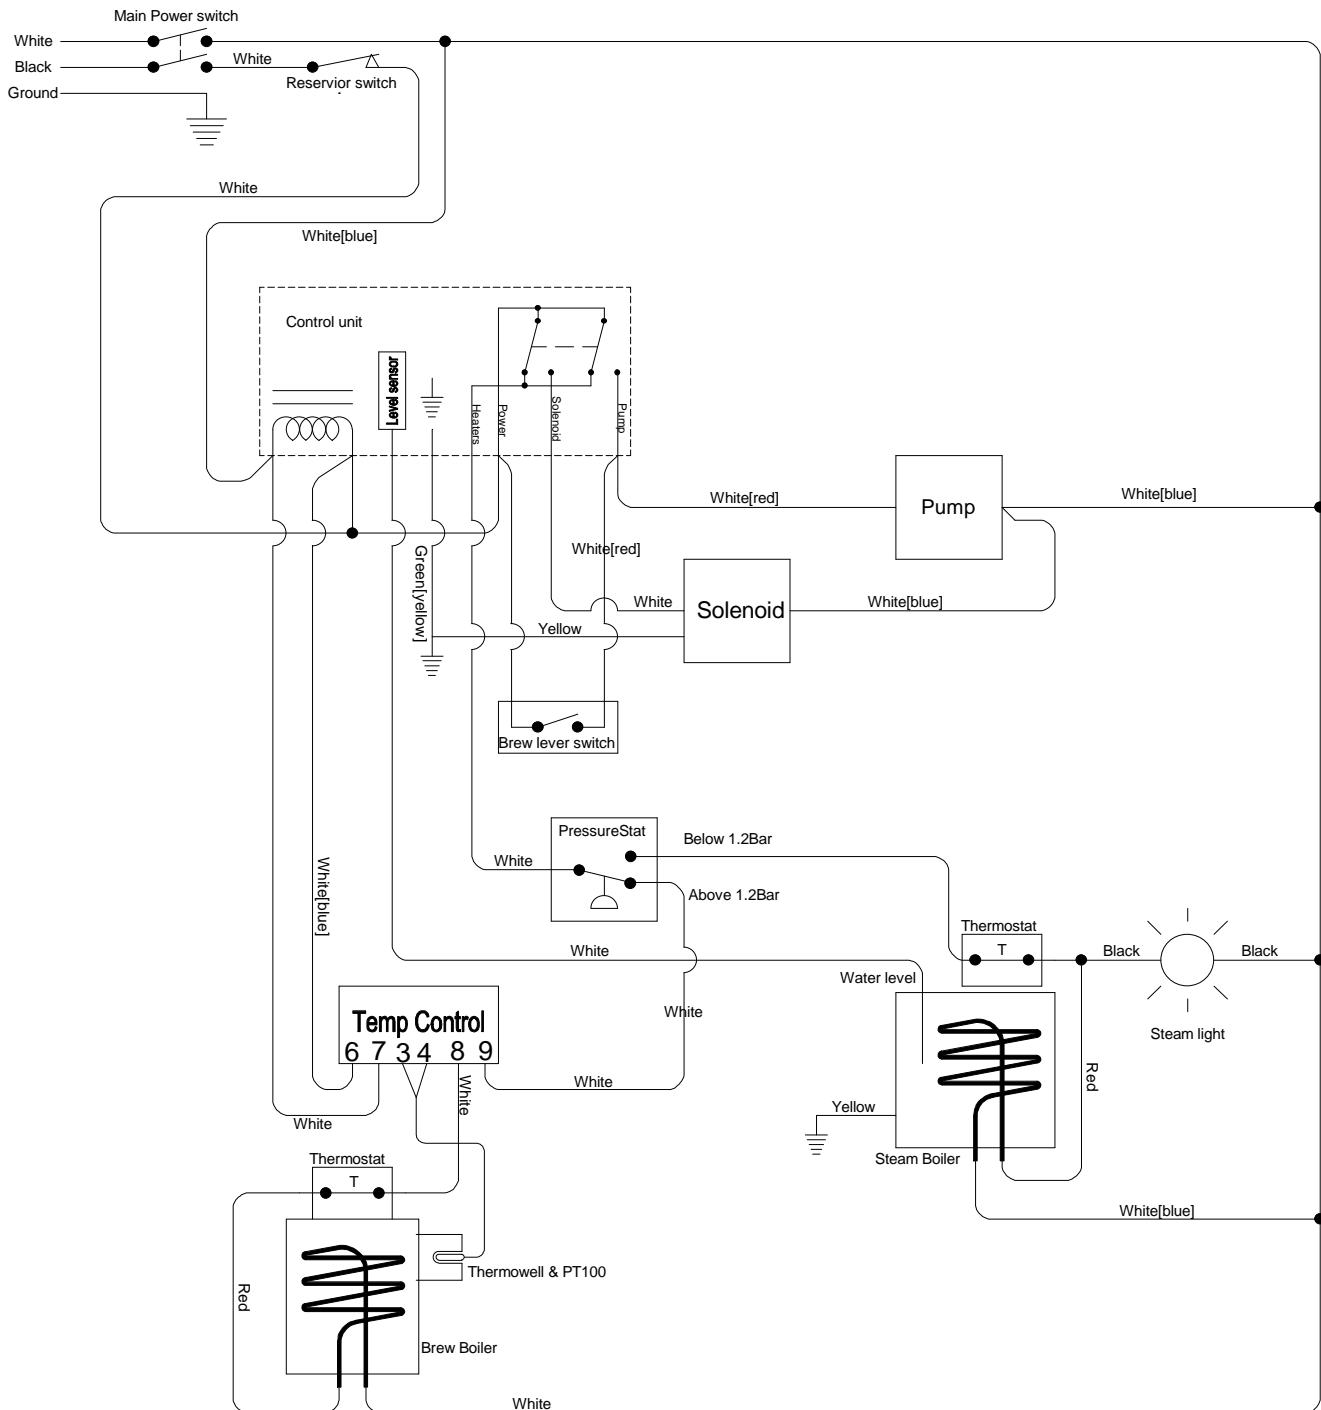 Main Power switch
White
Black
White
Reservior switch
Ground
White
White[blue]
Control unit
Level sensor
Heaters
Power
Solenoid
Pump
White[red]
Pump
White[blue]
White[red]
Green[yellow]
White
Solenoid
White[blue]
Yellow
Brew lever switch
PressureStat
Below 1.2Bar
White
Above 1.2Bar
White[blue]
Thermostat
T
Black
Black
White
Water level
Steam light
White
Temp Control
6 7 3 4 8 9
White
White
White
Red
Yellow
Steam Boiler
Thermostat
T
White[blue]
Thermowell & PT100
Red
Brew Boiler
White